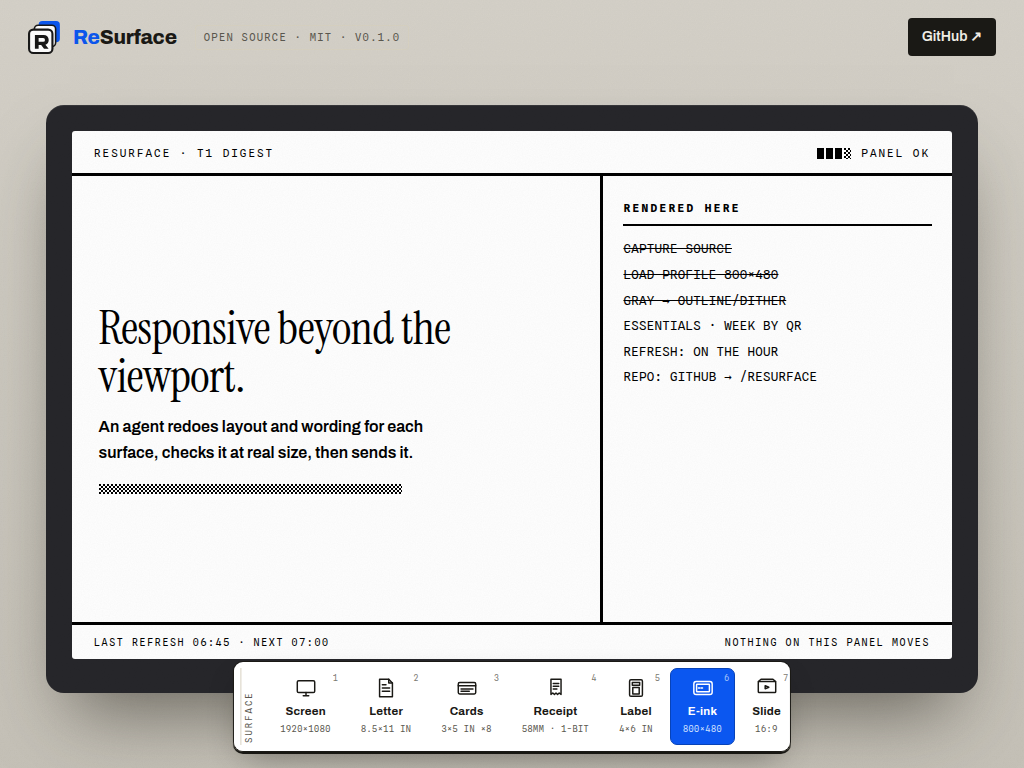 R
ReSurface
OPEN SOURCE · MIT · V0.1.0
GitHub ↗
RESURFACE · T1 DIGEST
PANEL OK
Responsive beyond the
viewport.
An agent redoes layout and wording for each
surface, checks it at real size, then sends it.
RENDERED HERE
CAPTURE SOURCE
LOAD PROFILE 800×480
GRAY → OUTLINE/DITHER
ESSENTIALS · WEEK BY QR
REFRESH: ON THE HOUR
REPO: GITHUB → /RESURFACE
LAST REFRESH 06:45 · NEXT 07:00
NOTHING ON THIS PANEL MOVES
SURFACE
1
Screen
1920×1080
2
Letter
8.5×11 IN
3
Cards
3×5 IN ×8
4
Receipt
58MM · 1-BIT
5
Label
4×6 IN
6
E-ink
800×480
7
Slide
16:9